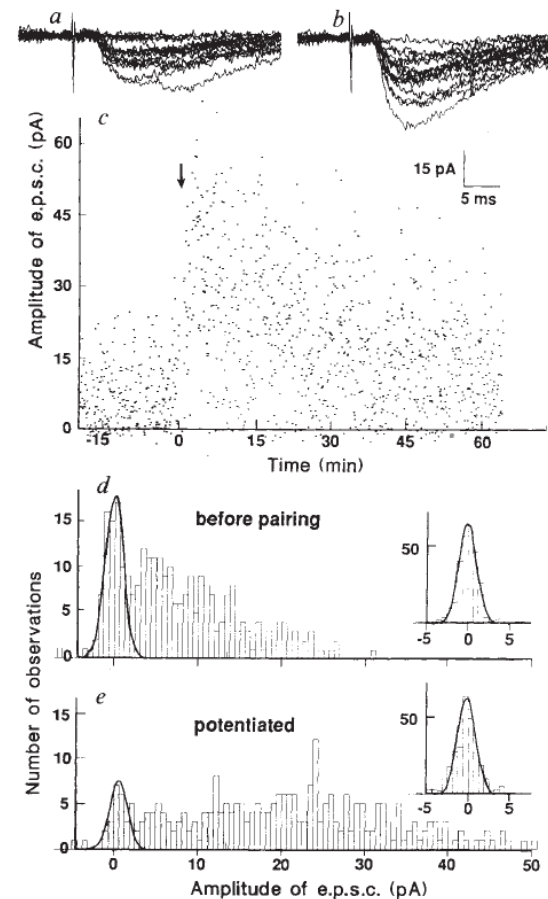 a
b
c
60
45
30
15
0
Amplitude of e.p.s.c. (pA)
15 pA
5 ms
-15 0 15 30 45 60
Time (min)
d
before pairing
15
10
5
0
50
-5 0 5
e
potentiated
15
10
5
0
50
-5 0 5
Number of observations
0 10 20 30 40 50
Amplitude of e.p.s.c. (pA)